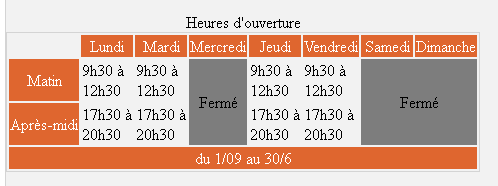 Heures d'ouverture
Lundi Mardi Mercredi Jeudi Vendredi Samedi Dimanche
Matin 9h30 à 9h30 à 9h30 à 9h30 à
12h30 12h30 12h30 12h30
Fermé Fermé
Après-midi 17h30 à 17h30 à 17h30 à 17h30 à
20h30 20h30 20h30 20h30
du 1/09 au 30/6